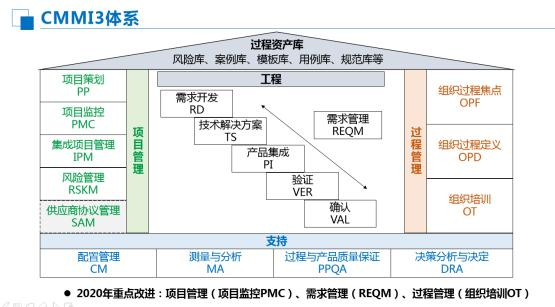 CMMI3体系
过程资产库
风险库、案例库、模板库、用例库、规范库等
项目策划
PP
项目监控
PMC
集成项目管理
IPM
风险管理
RSKM
供应商协议管理
SAM
项目管理
工程
需求开发
RD
技术解决方案
TS
产品集成
PI
验证
VER
确认
VAL
需求管理
REQM
过程管理
组织过程焦点
OPF
组织过程定义
OPD
组织培训
OT
支持
配置管理
CM
测量与分析
MA
过程与产品质量保证
PPQA
决策分析与决定
DRA
● 2020年重点改进：项目管理（项目监控PMC）、需求管理（REQM）、过程管理（组织培训OT）